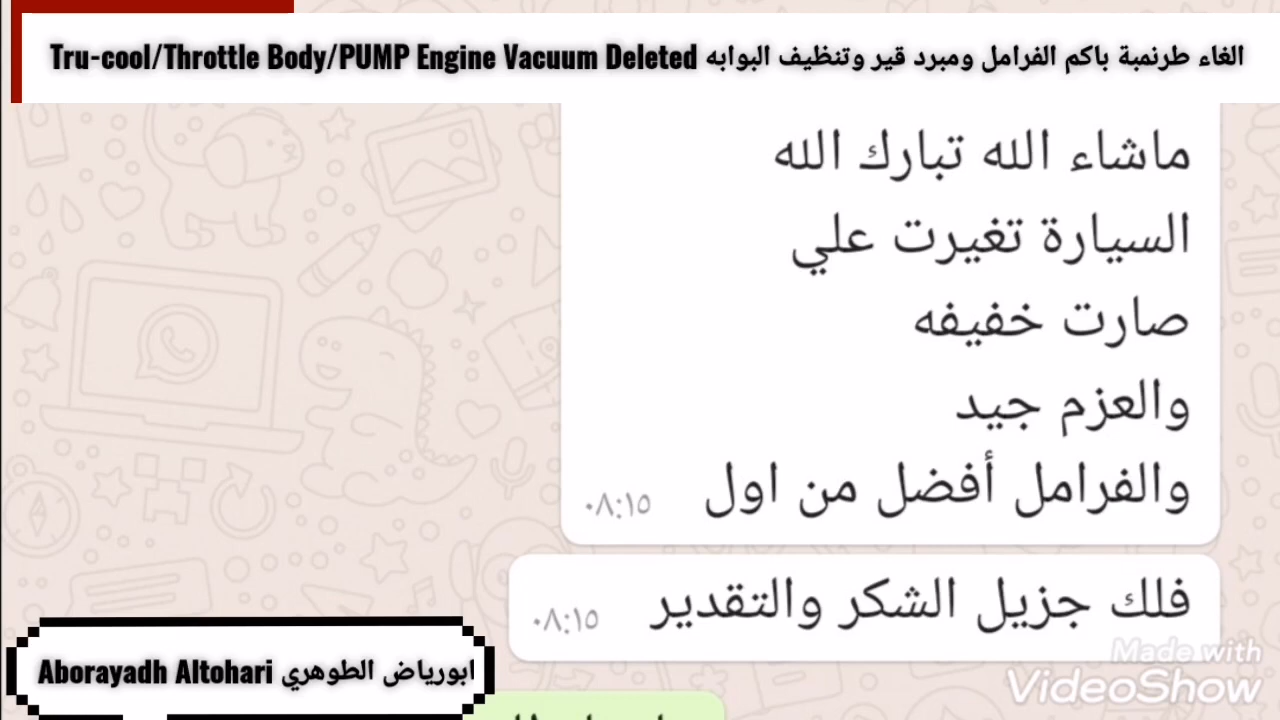 الغاء طرنمبة باكم الفرامل ومبرد قير وتنظيف البوابه Tru-cool/Throttle Body/PUMP Engine Vacuum Deleted
ماشاء الله تبارك الله
السيارة تغيرت علي
صارت خفيفه
والعزم جيد
والفرامل أفضل من اول
٠٨:١٥
فلك جزيل الشكر والتقدير
٠٨:١٥
Aborayadh Altohari ابورياض الطوهري
Made with
VideoShow